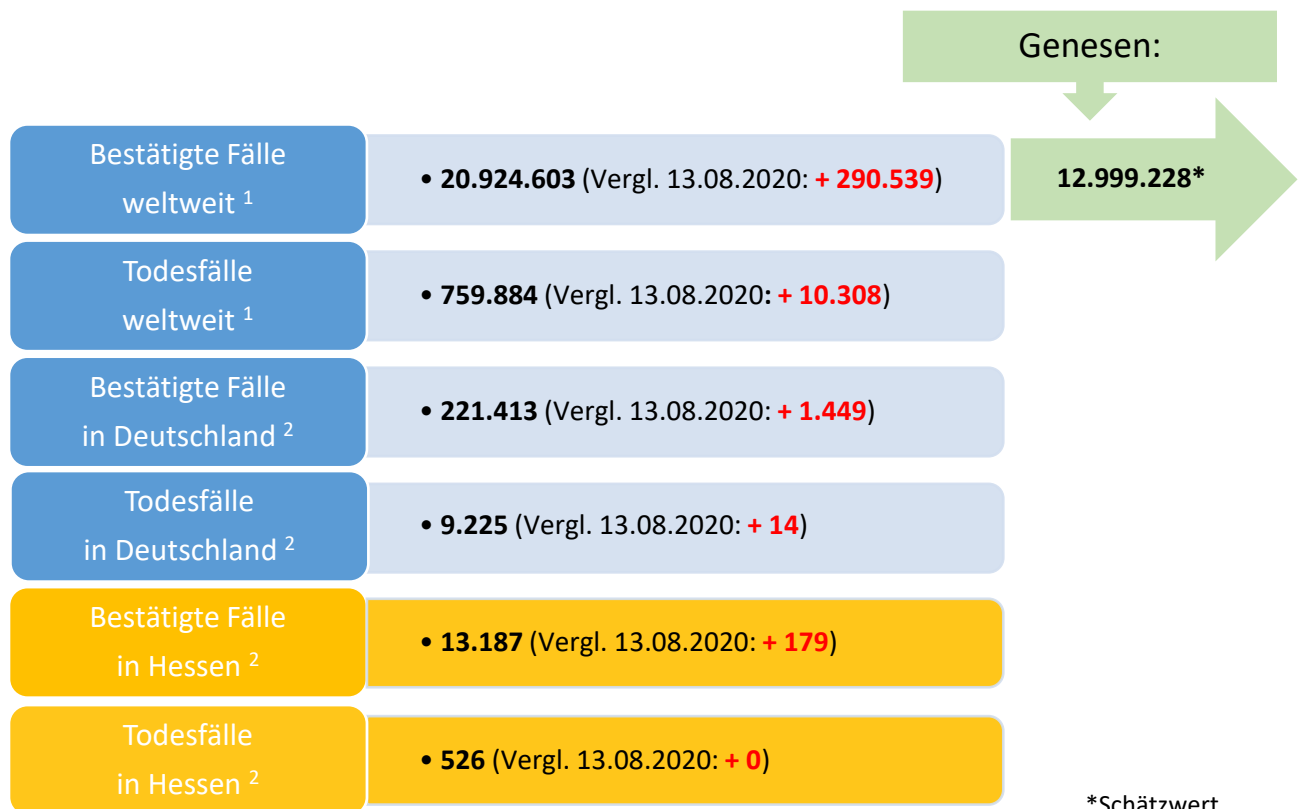 Genesen:
Bestätigte Fälle
weltweit ¹
• 20.924.603 (Vergl. 13.08.2020: + 290.539)
12.999.228*
Todesfälle
weltweit ¹
• 759.884 (Vergl. 13.08.2020: + 10.308)
Bestätigte Fälle
in Deutschland ²
• 221.413 (Vergl. 13.08.2020: + 1.449)
Todesfälle
in Deutschland ²
• 9.225 (Vergl. 13.08.2020: + 14)
Bestätigte Fälle
in Hessen ²
• 13.187 (Vergl. 13.08.2020: + 179)
Todesfälle
in Hessen ²
• 526 (Vergl. 13.08.2020: + 0)
*Schätzwert